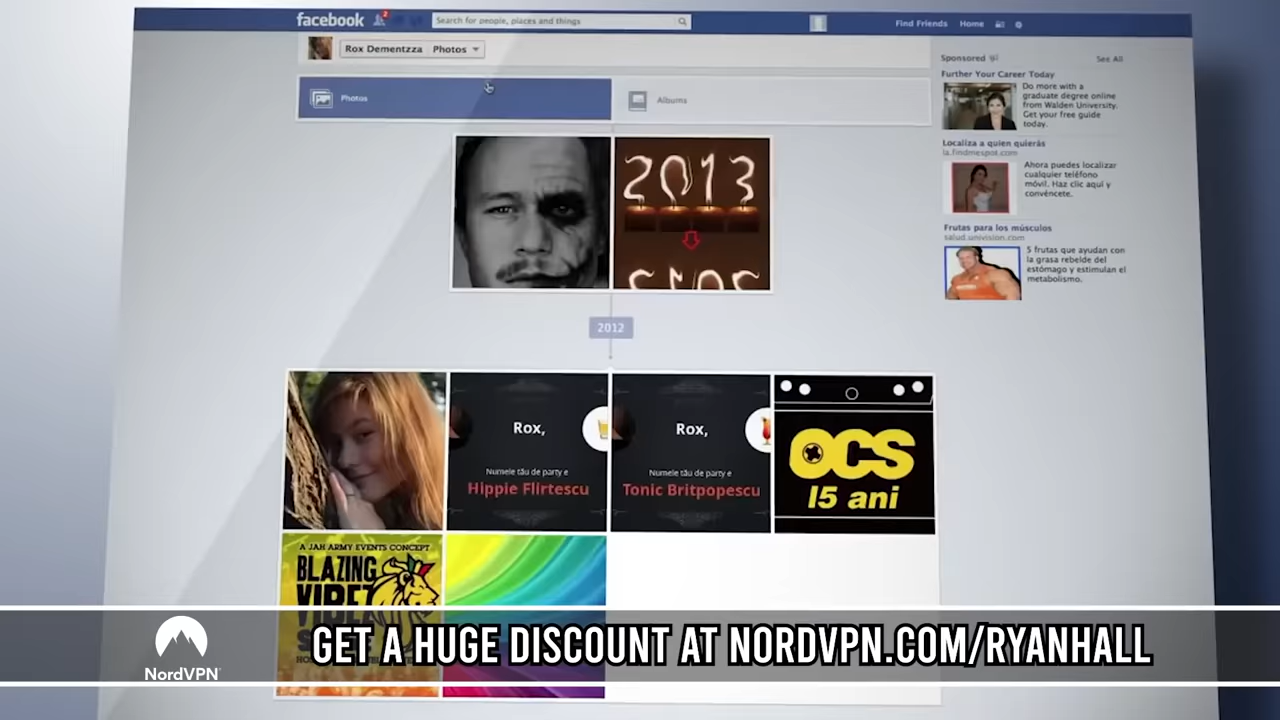 facebook
2
Search for people, places and things
Find Friends
Home
Rox Dementzza
Photos
Photos
Albums
Sponsored
See All
Further Your Career Today
Do more with a
graduate degree online
from Walden University.
Get your free guide
today.
Localiza a quien quierás
la.findmespot.com
Ahora puedes localizar
cualquier teléfono
móvil. Haz clic aquí y
convéncete.
Frutas para los músculos
salud.univision.com
5 frutas que ayudan con
la grasa rebelde del
estómago y estimulan el
metabolismo.
2013
2012
Rox,
Numele tău de party e
Hippie Flirtescu
Rox,
Numele tău de party e
Tonic Britpopescu
OCS
15 ani
A JAH ARMY EVENTS CONCEPT
BLAZING
GET A HUGE DISCOUNT AT NORDVPN.COM/RYANHALL
NordVPN